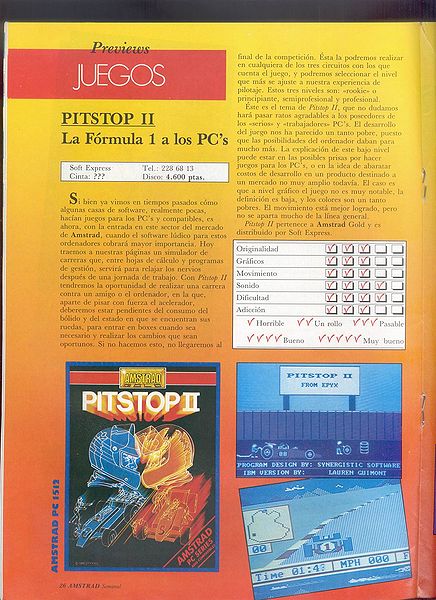 Previews
JUEGOS
PITSTOP II
La Fórmula 1 a los PC's
Soft Express Tel.: 228 68 13
Cinta: ??? Disco: 4.600 ptas.
Si bien ya vimos en tiempos pasados cómo
algunas casas de software, realmente pocas,
hacían juegos para los PC's y compatibles, es
ahora, con la entrada en este sector del mercado
de Amstrad, cuando el software lúdico para estos
ordenadores cobrará mayor importancia. Hoy
traemos a nuestras páginas un simulador de
carreras que, entre hojas de cálculo y programas
de gestión, servirá para relajar los nervios
después de una jornada de trabajo. Con Pitstop II
tendremos la oportunidad de realizar una carrera
contra un amigo o el ordenador, en la que,
aparte de pisar con fuerza el acelerador,
deberemos estar pendientes del consumo del
bólido y del estado en que se encuentran sus
ruedas, para entrar en boxes cuando sea
necesario y realizar los cambios que sean
oportunos. Si no hacemos esto, no llegaremos al
final de la competición. Ésta la podremos realizar
en cualquiera de los tres circuitos con los que
cuenta el juego, y podremos seleccionar el nivel
que más se ajuste a nuestra experiencia de
pilotaje. Estos tres niveles son: «rookie» o
principiante, semiprofesional y profesional.
Éste es el tema de Pitstop II, que no dudamos
hará pasar ratos agradables a los poseedores de
los «serios» y «trabajadores» PC's. El desarrollo
del juego nos ha parecido un tanto pobre, puesto
que las posibilidades del ordenador daban para
mucho más. La explicación de este bajo nivel
puede estar en las posibles prisas por hacer
juegos para los PC's, o en la idea de abaratar
costes de desarrollo en un producto destinado a
un mercado no muy amplio todavía. El caso es
que a nivel gráfico el juego no es muy notable, la
definición es baja, y los colores son un tanto
pobres. El movimiento está mejor logrado, pero
no se aparta mucho de la línea general.
Pitstop II pertenece a Amstrad Gold y es
distribuido por Soft Express.
Originalidad
Gráficos
Movimiento
Sonido
Dificultad
Adicción
Horrible Un rollo Pasable
Bueno Muy bueno
AMSTRAD
PITSTOP II
AMSTRAD
PC SERIES
AMSTRAD PC 1512
PITSTOP II
FROM EPYX
PROGRAM DESIGN BY: SYNERGISTIC SOFTWARE
IBM VERSION BY: LAUREN GUIMONT
00
1
Time 01:4 MPH 000
26 AMSTRAD Semanal